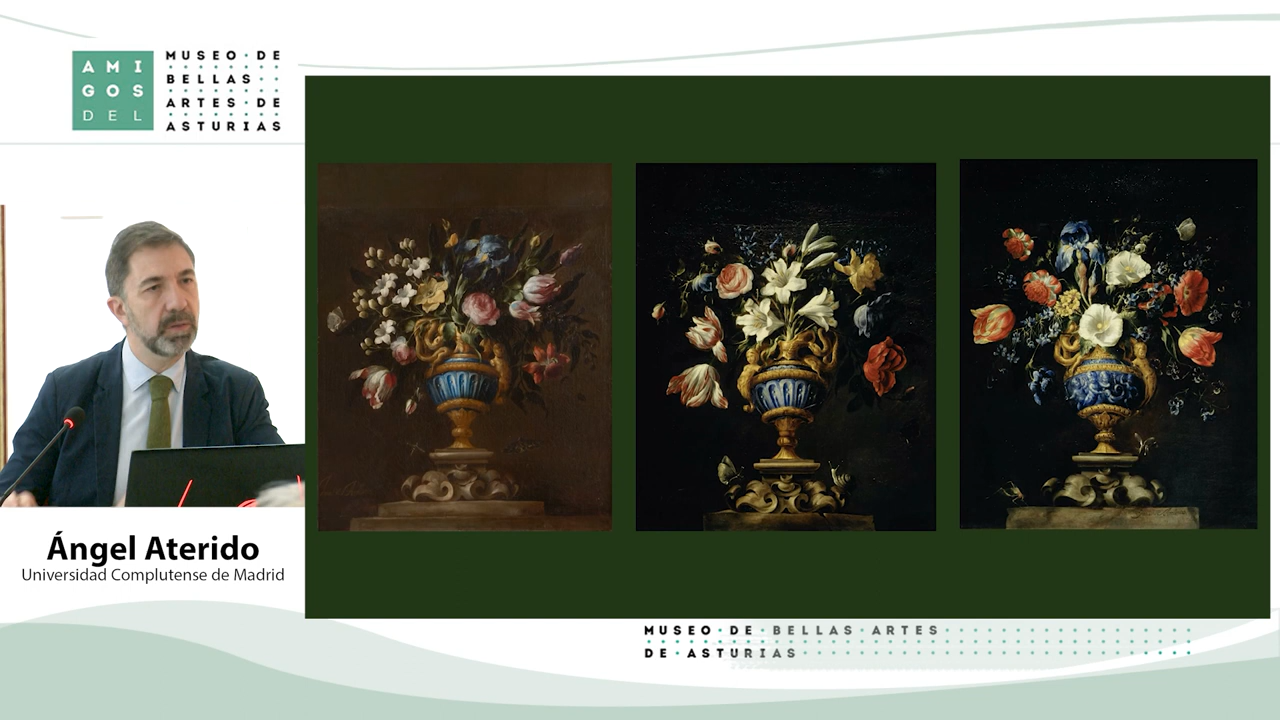 AMI
GOS
DEL
MUSEO·DE
BELLAS
ARTES·DE
ASTURIAS
Ángel Aterido
Universidad Complutense de Madrid
MUSEO·DE·BELLAS·ARTES
DE·ASTURIAS